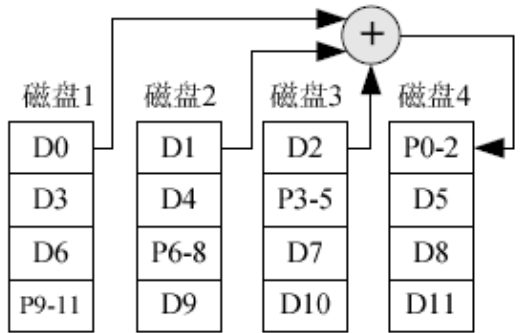 +
磁盘1 磁盘2 磁盘3 磁盘4
D0 D1 D2 P0-2
D3 D4 P3-5 D5
D6 P6-8 D7 D8
P9-11 D9 D10 D11